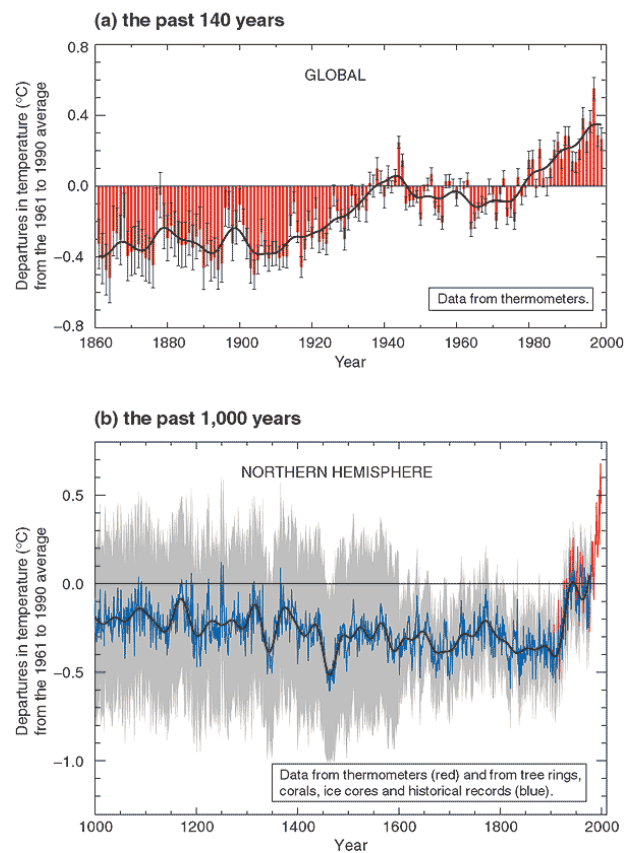 (a) the past 140 years
GLOBAL
Departures in temperature (°C)
from the 1961 to 1990 average
0.8
0.4
0.0
−0.4
−0.8
Data from thermometers.
1860 1880 1900 1920 1940 1960 1980 2000
Year
(b) the past 1,000 years
NORTHERN HEMISPHERE
Departures in temperature (°C)
from the 1961 to 1990 average
0.5
0.0
−0.5
−1.0
Data from thermometers (red) and from tree rings,
corals, ice cores and historical records (blue).
1000 1200 1400 1600 1800 2000
Year